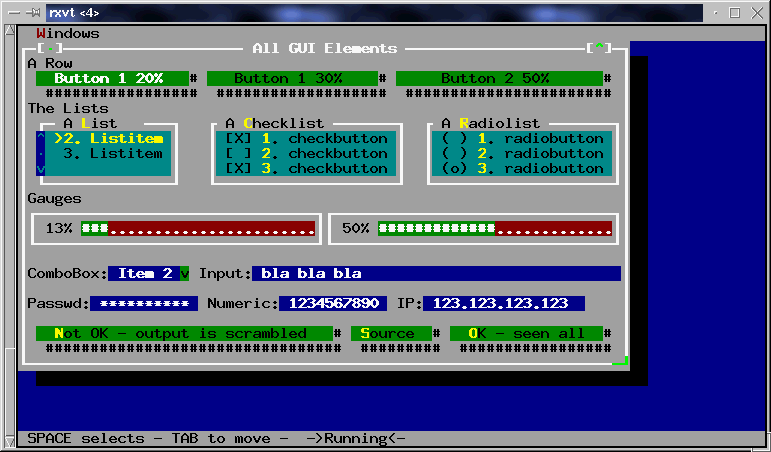 rxvt <4>
Windows
[·] All GUI Elements [^]
A Row
Button 1 20% # Button 1 30% # Button 2 50% #
################## ################### #######################
The Lists
A List A Checklist A Radiolist
^ >2. Listitem [X] 1. checkbutton ( ) 1. radiobutton
· 3. Listitem [ ] 2. checkbutton ( ) 2. radiobutton
v [X] 3. checkbutton (o) 3. radiobutton
Gauges
13% ***....................... 50% *************.............
ComboBox: Item 2 v Input: bla bla bla
Passwd: ********** Numeric: 1234567890 IP: 123.123.123.123
Not OK - output is scrambled # Source # OK - seen all #
################################# ######### #################
SPACE selects - TAB to move - ->Running<-